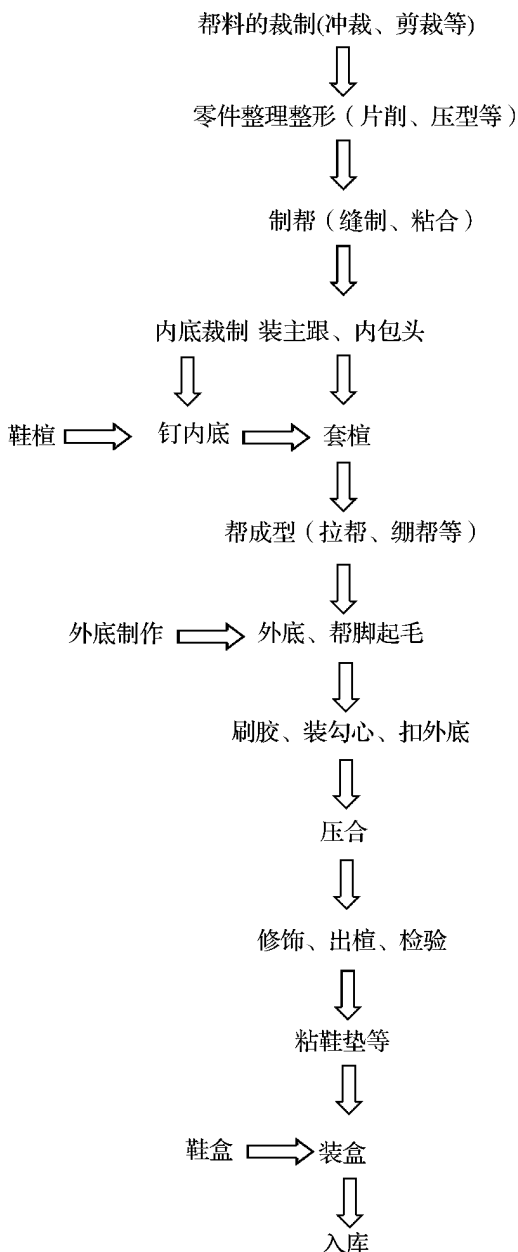 帮料的裁制(冲裁、剪裁等)
零件整理整形（片削、压型等）
制帮（缝制、粘合）
内底裁制 装主跟、内包头
鞋楦 钉内底 套楦
帮成型（拉帮、绷帮等）
外底制作 外底、帮脚起毛
刷胶、装勾心、扣外底
压合
修饰、出楦、检验
粘鞋垫等
鞋盒 装盒
入库